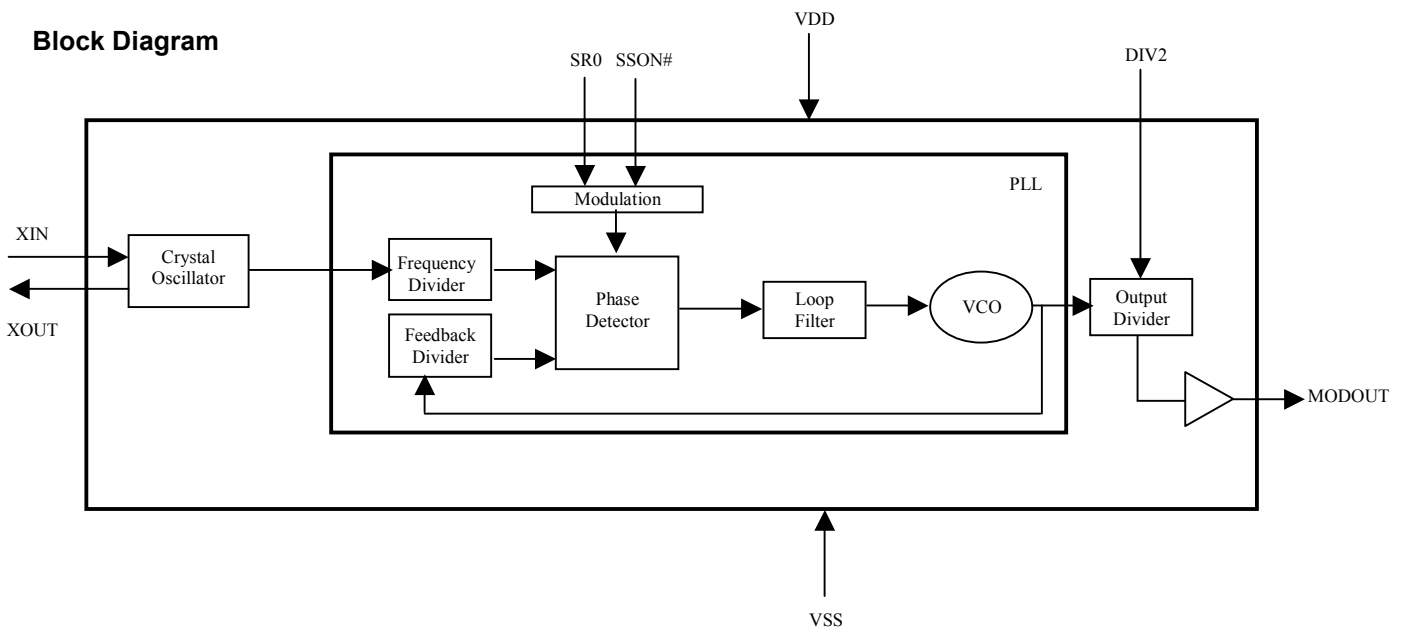 Block Diagram
VDD
SR0 SSON#
DIV2
PLL
Modulation
XIN
Crystal
Oscillator
XOUT
Frequency
Divider
Feedback
Divider
Phase
Detector
Loop
Filter
VCO
Output
Divider
MODOUT
VSS